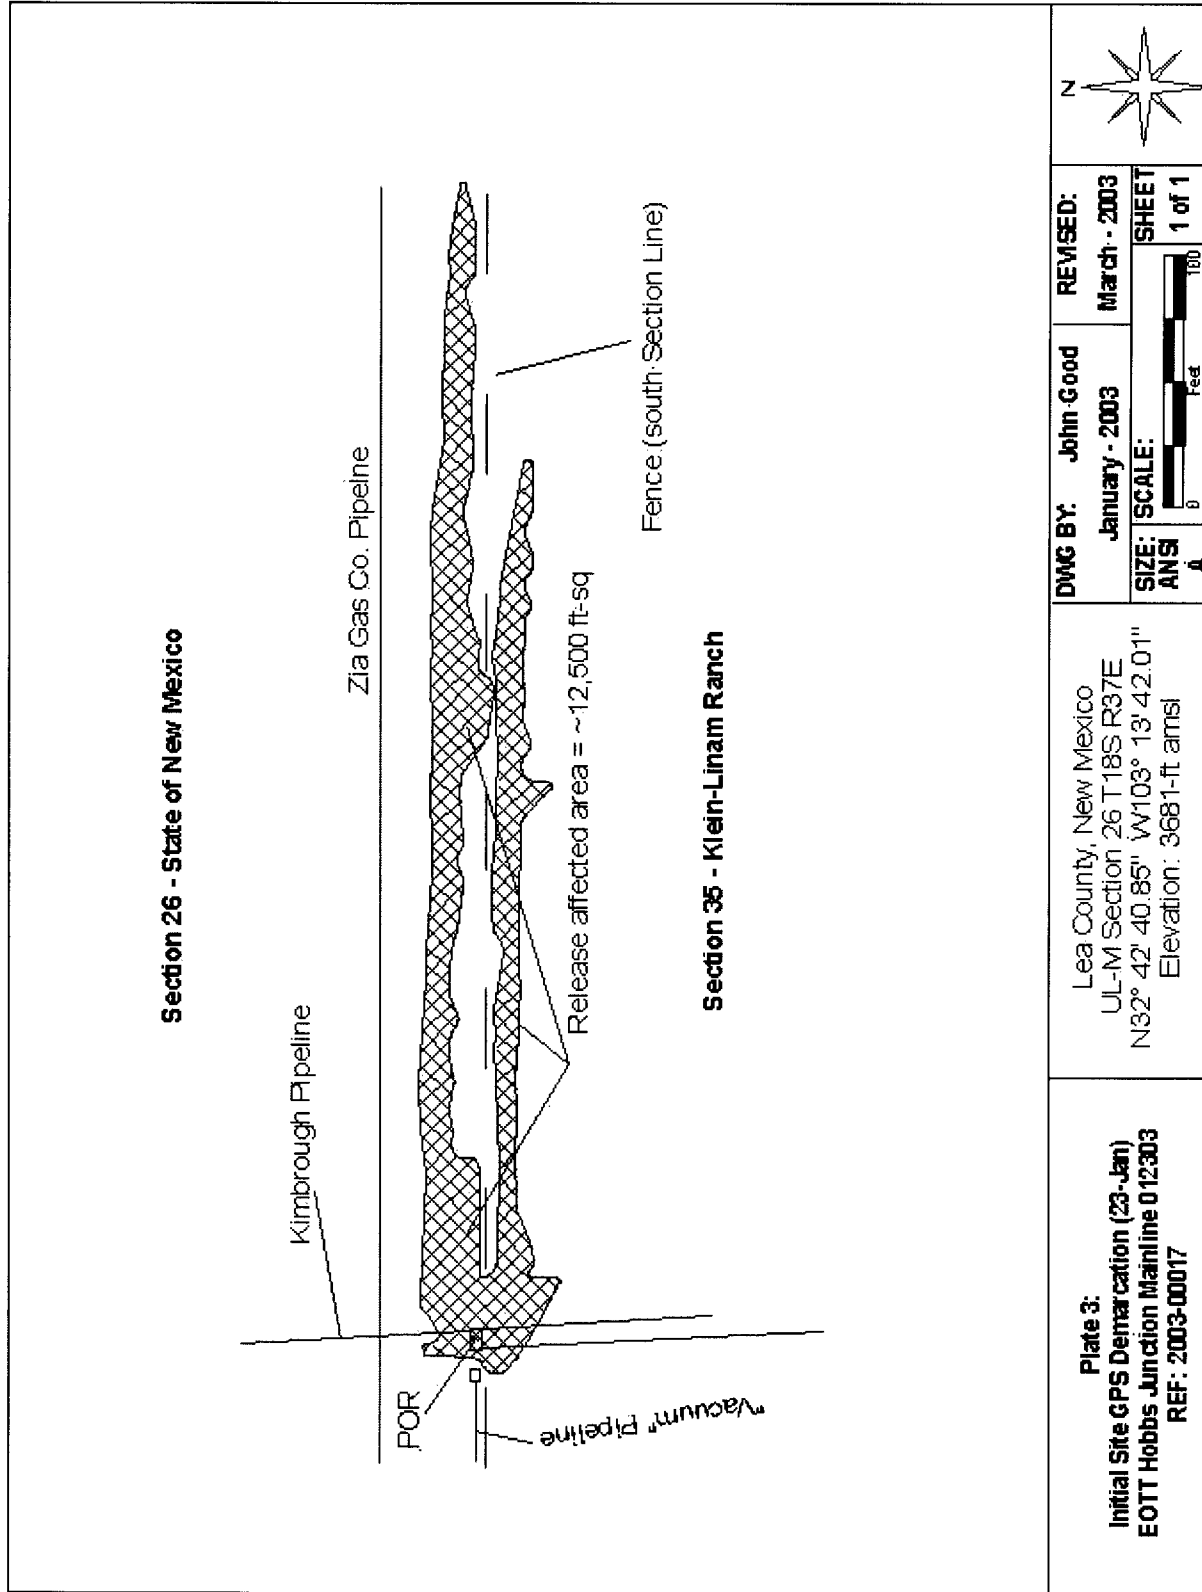 Section 26 - State of New Mexico
Kimbrough Pipeline
Zia Gas Co. Pipelne
POR
"Vacuum" Pipeline
Release affected area = ~12,500 ft-sq
Fence (south Section Line)
Section 35 - Klein-Linam Ranch
Plate 3:
Initial Site GPS Demarcation (23-Jan)
EOTT Hobbs Junction Mainline 012303
REF: 2003-00017
Lea County, New Mexico
UL-M Section 26 T18S R37E
N32° 42' 40.85" W103° 13' 42.01"
Elevation: 3681-ft amsl
DWG BY: John Good
January - 2003
REVISED:
March - 2003
SIZE:
ANSI
A
SCALE:
0 Feet 180
SHEET
1 of 1
N